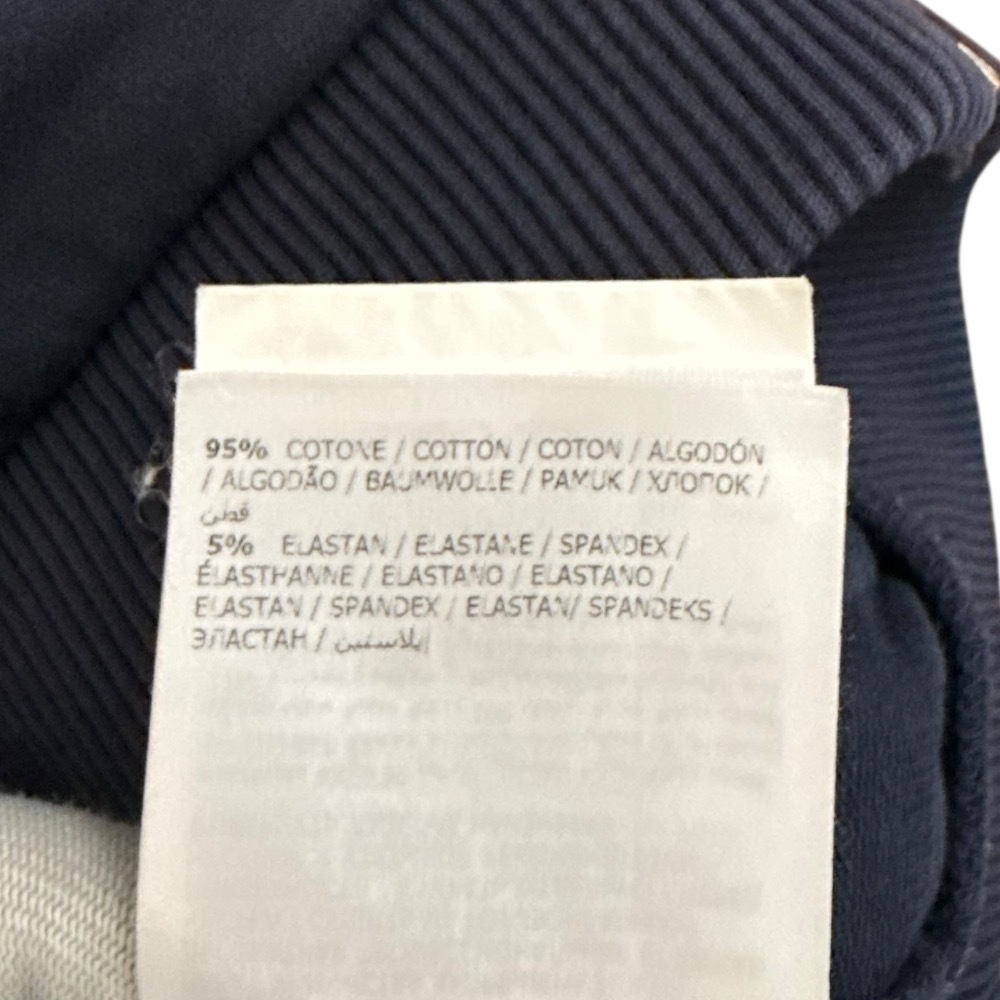 95% COTONE / COTTON / COTON / ALGODÓN
/ ALGODÃO / BAUMWOLLE / PAMUK / ХЛОПОК /
قطن
5% ELASTAN / ELASTANE / SPANDEX /
ÉLASTHANNE / ELASTANO / ELASTANO /
ELASTAN / SPANDEX / ELASTAN/ SPANDEKS /
ЭЛАСТАН / إيلاستين